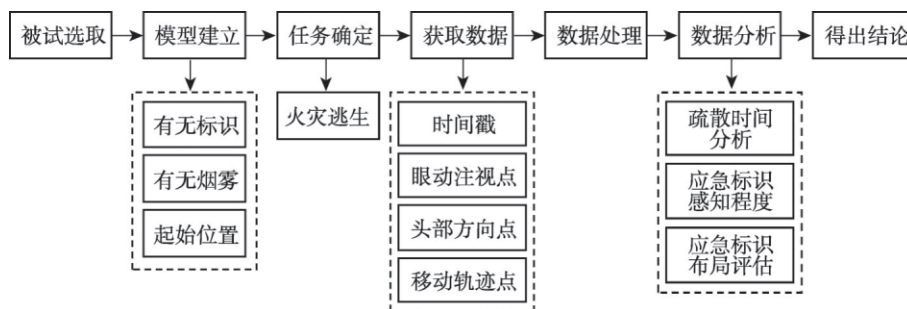 被试选取
模型建立
任务确定
获取数据
数据处理
数据分析
得出结论
有无标识
有无烟雾
起始位置
火灾逃生
时间戳
眼动注视点
头部方向点
移动轨迹点
疏散时间
分析
应急标识
感知程度
应急标识
布局评估